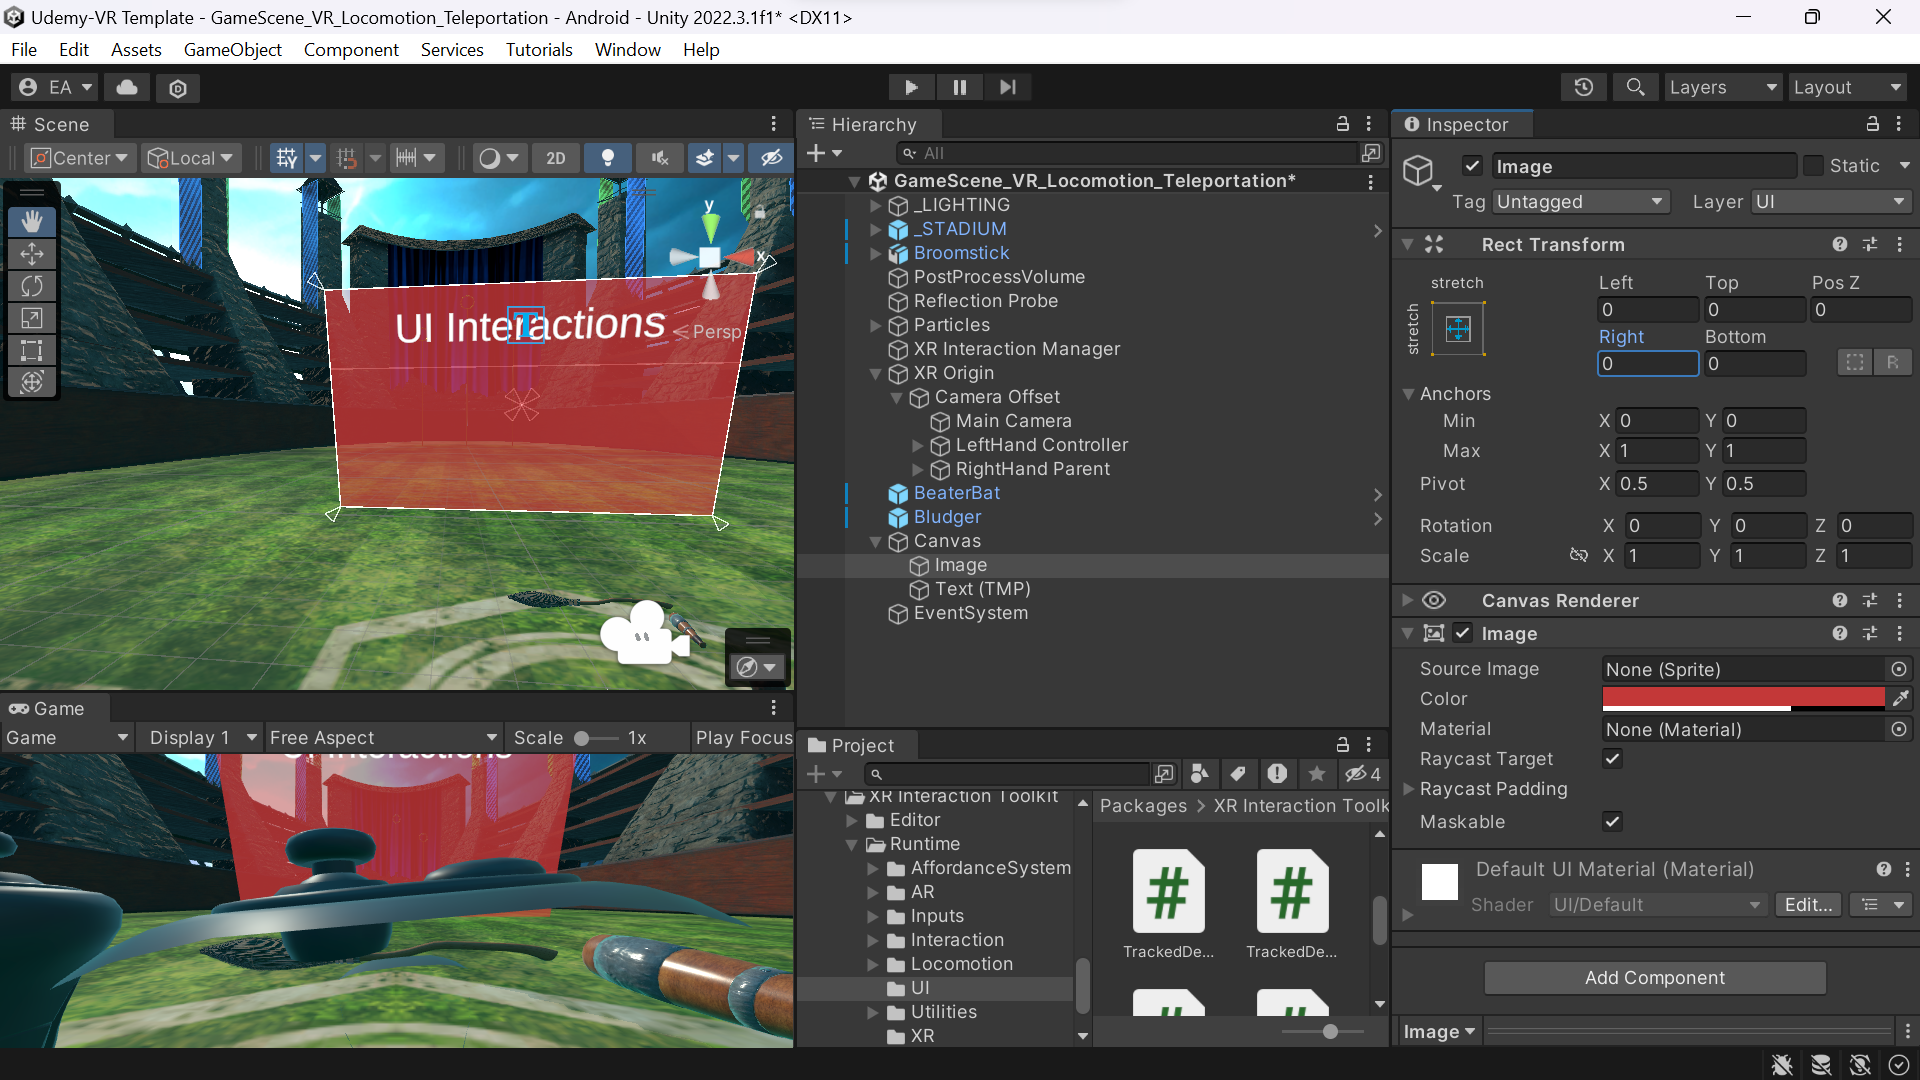 Udemy-VR Template - GameScene_VR_Locomotion_Teleportation - Android - Unity 2022.3.1f1* <DX11>
File Edit Assets GameObject Component Services Tutorials Window Help
EA
Layers
Layout
Scene
Center
Local
2D
y
x
Persp
UI Interactions
Game
Game
Display 1
Free Aspect
Scale
1x
Play Focus
UI Interactions
Hierarchy
All
GameScene_VR_Locomotion_Teleportation*
_LIGHTING
_STADIUM
Broomstick
PostProcessVolume
Reflection Probe
Particles
XR Interaction Manager
XR Origin
Camera Offset
Main Camera
LeftHand Controller
RightHand Parent
BeaterBat
Bludger
Canvas
Image
Text (TMP)
EventSystem
Project
4
XR Interaction Toolkit
Editor
Runtime
AffordanceSystem
AR
Inputs
Interaction
Locomotion
UI
Utilities
XR
Packages > XR Interaction Toolk
TrackedDe...
TrackedDe...
Inspector
Image
Static
Tag Untagged
Layer UI
Rect Transform
stretch
stretch
Left Top Pos Z
0 0 0
Right Bottom
0 0
R
Anchors
Min X 0 Y 0
Max X 1 Y 1
Pivot X 0.5 Y 0.5
Rotation X 0 Y 0 Z 0
Scale X 1 Y 1 Z 1
Canvas Renderer
Image
Source Image None (Sprite)
Color
Material None (Material)
Raycast Target
Raycast Padding
Maskable
Default UI Material (Material)
Shader UI/Default Edit...
Add Component
Image